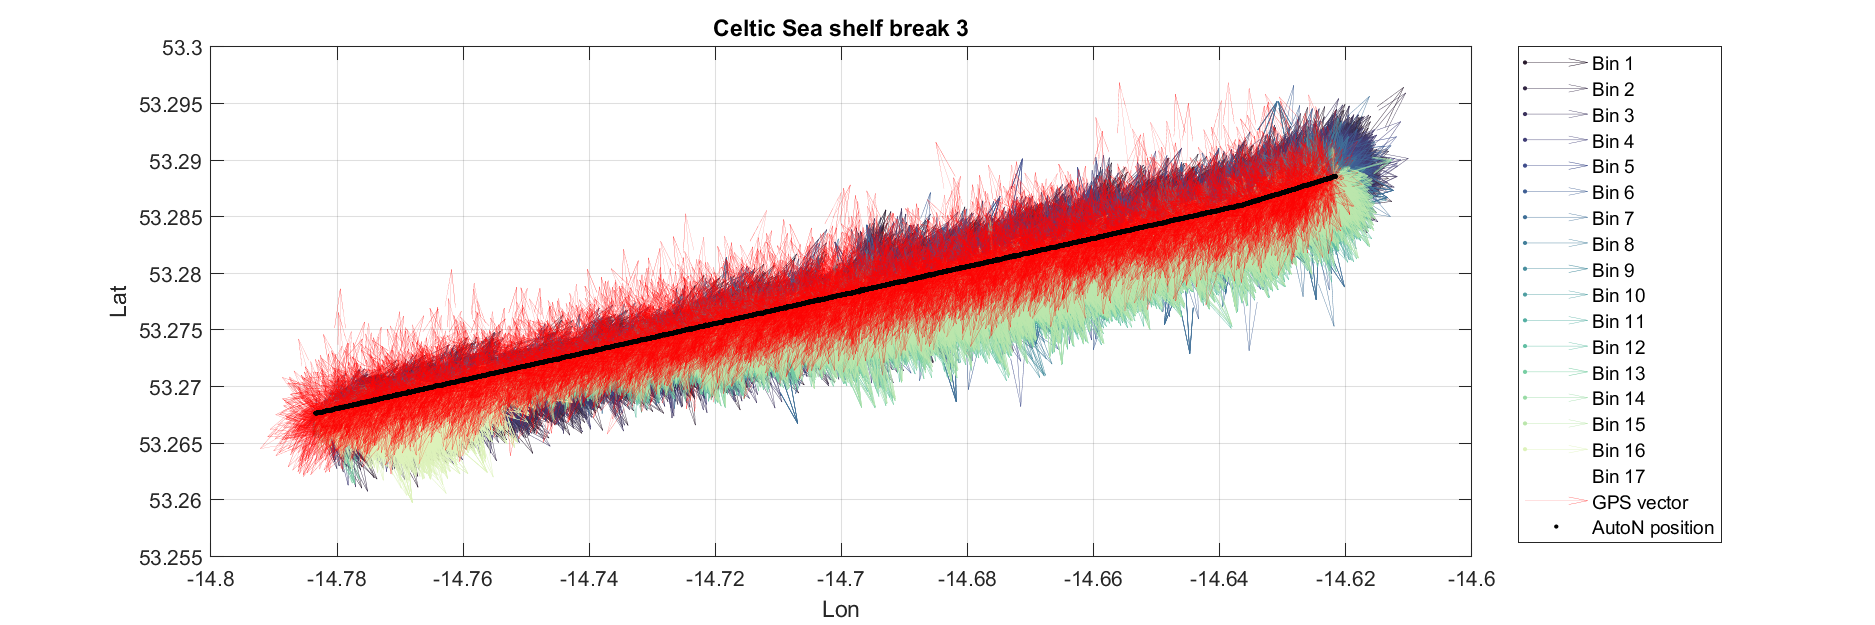 Celtic Sea shelf break 3
53.3
53.295
53.29
53.285
53.28
53.275
53.27
53.265
53.26
53.255
Lat
-14.8 -14.78 -14.76 -14.74 -14.72 -14.7 -14.68 -14.66 -14.64 -14.62 -14.6
Lon
Bin 1
Bin 2
Bin 3
Bin 4
Bin 5
Bin 6
Bin 7
Bin 8
Bin 9
Bin 10
Bin 11
Bin 12
Bin 13
Bin 14
Bin 15
Bin 16
Bin 17
GPS vector
AutoN position